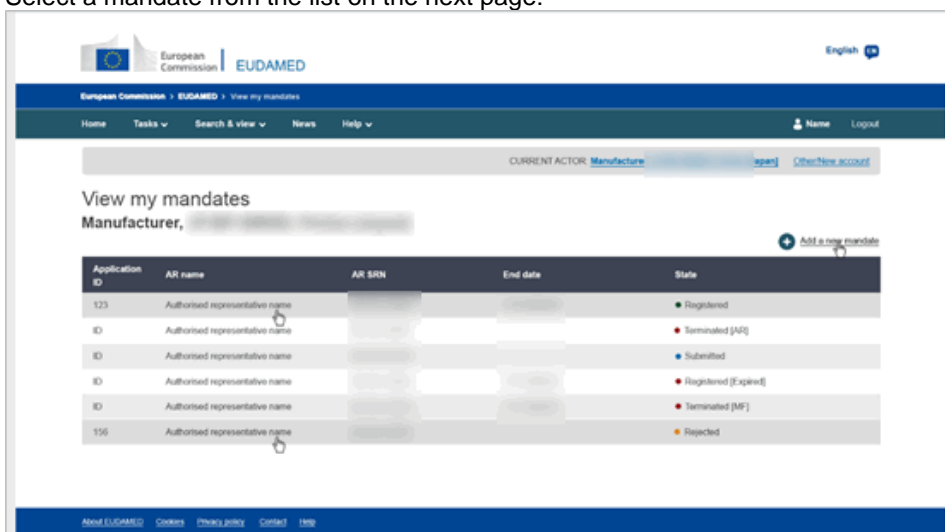 Select a mandate from the list on the next page.
European Commission EUDAMED
English EN
European Commission > EUDAMED > View my mandates
Home Tasks Search & view News Help Name Logout
CURRENT ACTOR: Manufacture apan] Other/New account
View my mandates
Manufacturer,
Add a new mandate
Application ID AR name AR SRN End date State
123 Authorised representative name Registered
ID Authorised representative name Terminated [AR]
ID Authorised representative name Submitted
ID Authorised representative name Registered [Expired]
ID Authorised representative name Terminated [MF]
156 Authorised representative name Rejected
About EUDAMED Cookies Privacy policy Contact Help